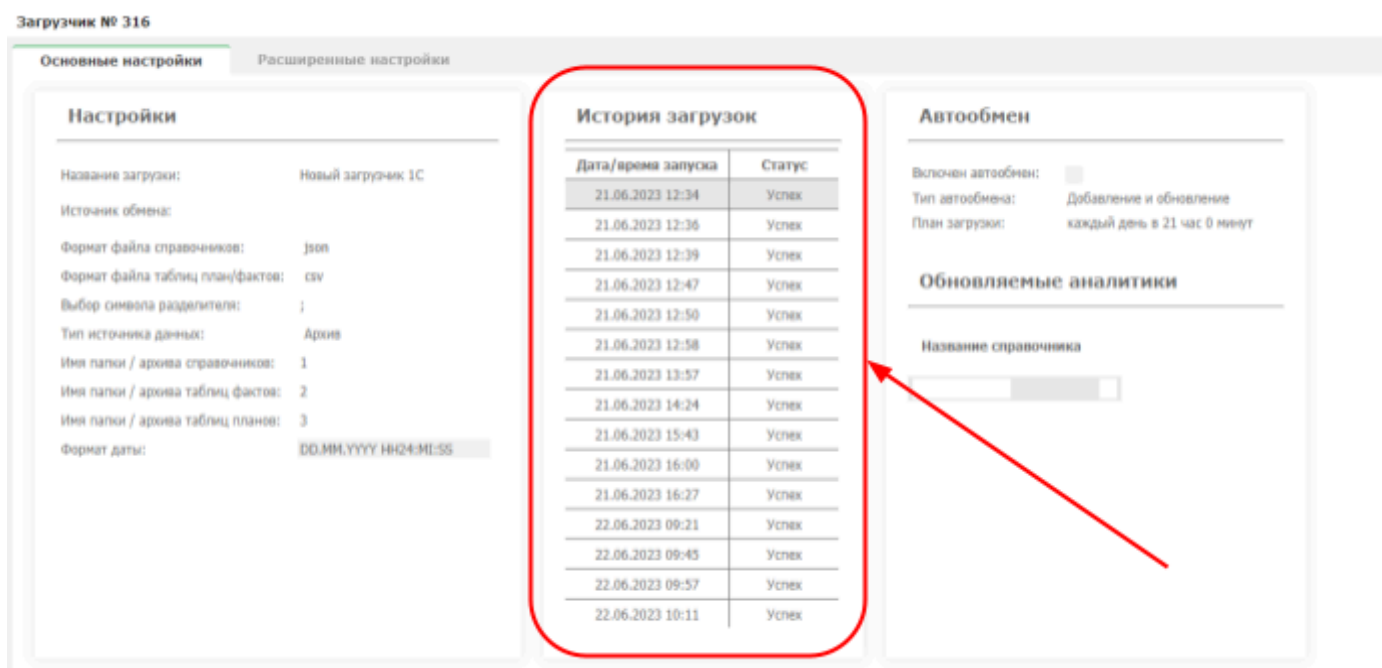 Загрузчик № 316
Основные настройки Расширенные настройки
Настройки
Название загрузки: Новый загрузчик 1С
Источник обмена:
Формат файла справочников: json
Формат файла таблиц план/фактов: csv
Выбор символа разделителя: ;
Тип источника данных: Архив
Имя папки / архива справочников: 1
Имя папки / архива таблиц фактов: 2
Имя папки / архива таблиц планов: 3
Формат даты: DD.MM.YYYY HH24:MI:SS
История загрузок
Дата/время запуска Статус
21.06.2023 12:34 Успех
21.06.2023 12:36 Успех
21.06.2023 12:39 Успех
21.06.2023 12:47 Успех
21.06.2023 12:50 Успех
21.06.2023 12:58 Успех
21.06.2023 13:57 Успех
21.06.2023 14:24 Успех
21.06.2023 15:43 Успех
21.06.2023 16:00 Успех
21.06.2023 16:27 Успех
22.06.2023 09:21 Успех
22.06.2023 09:45 Успех
22.06.2023 09:57 Успех
22.06.2023 10:11 Успех
Автообмен
Включен автообмен:
Тип автообмена: Добавление и обновление
План загрузки: каждый день в 21 час 0 минут
Обновляемые аналитики
Название справочника